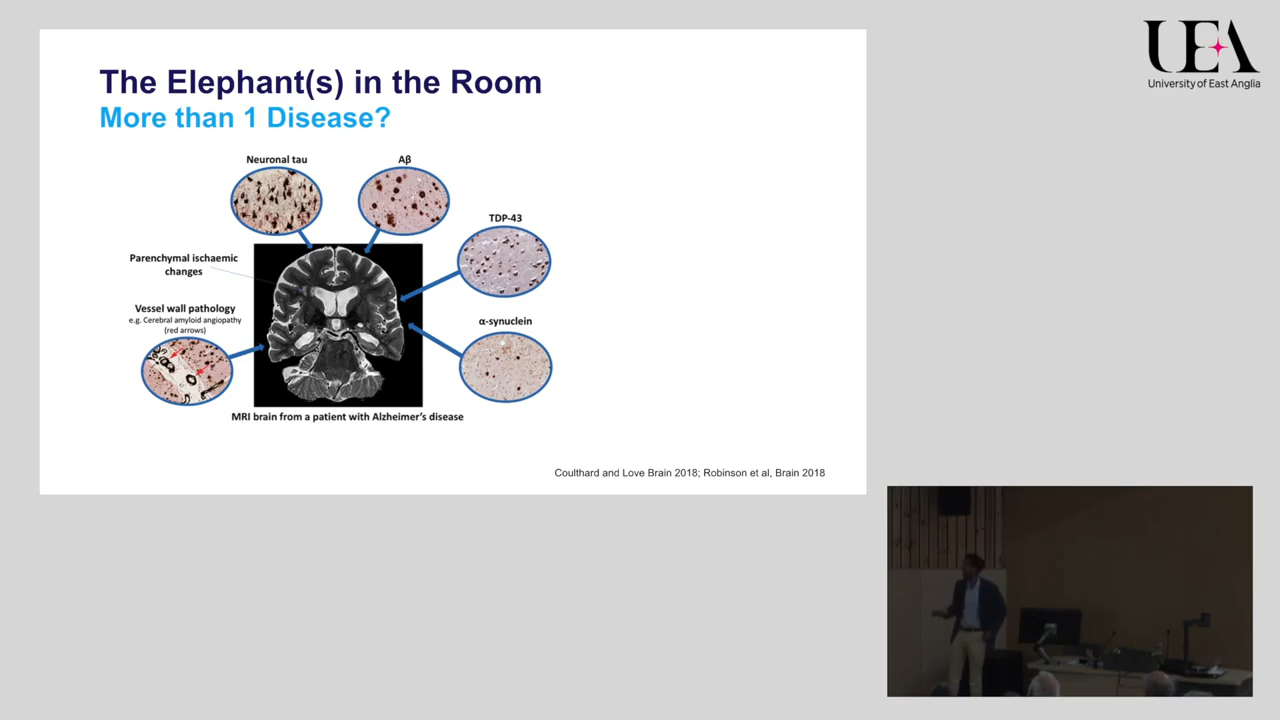 The Elephant(s) in the Room
More than 1 Disease?
Neuronal tau
Aβ
TDP-43
Parenchymal ischaemic
changes
Vessel wall pathology
e.g. Cerebral amyloid angiopathy
(red arrows)
α-synuclein
MRI brain from a patient with Alzheimer's disease
Coulthard and Love Brain 2018; Robinson et al, Brain 2018
UEA
University of East Anglia